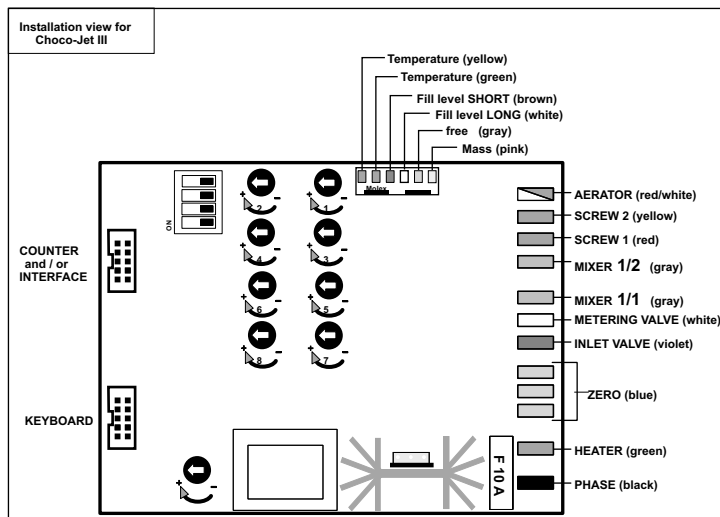 Installation view for
Choco-Jet III
Temperature (yellow)
Temperature (green)
Fill level SHORT (brown)
Fill level LONG (white)
free (gray)
Mass (pink)
Molex
ON
+ 2 −
+ 1 −
+ 4 −
+ 3 −
+ 6 −
+ 5 −
+ 8 −
+ 7 −
+ −
COUNTER
and / or
INTERFACE
KEYBOARD
AERATOR (red/white)
SCREW 2 (yellow)
SCREW 1 (red)
MIXER 1/2 (gray)
MIXER 1/1 (gray)
METERING VALVE (white)
INLET VALVE (violet)
ZERO (blue)
HEATER (green)
PHASE (black)
F 10 A